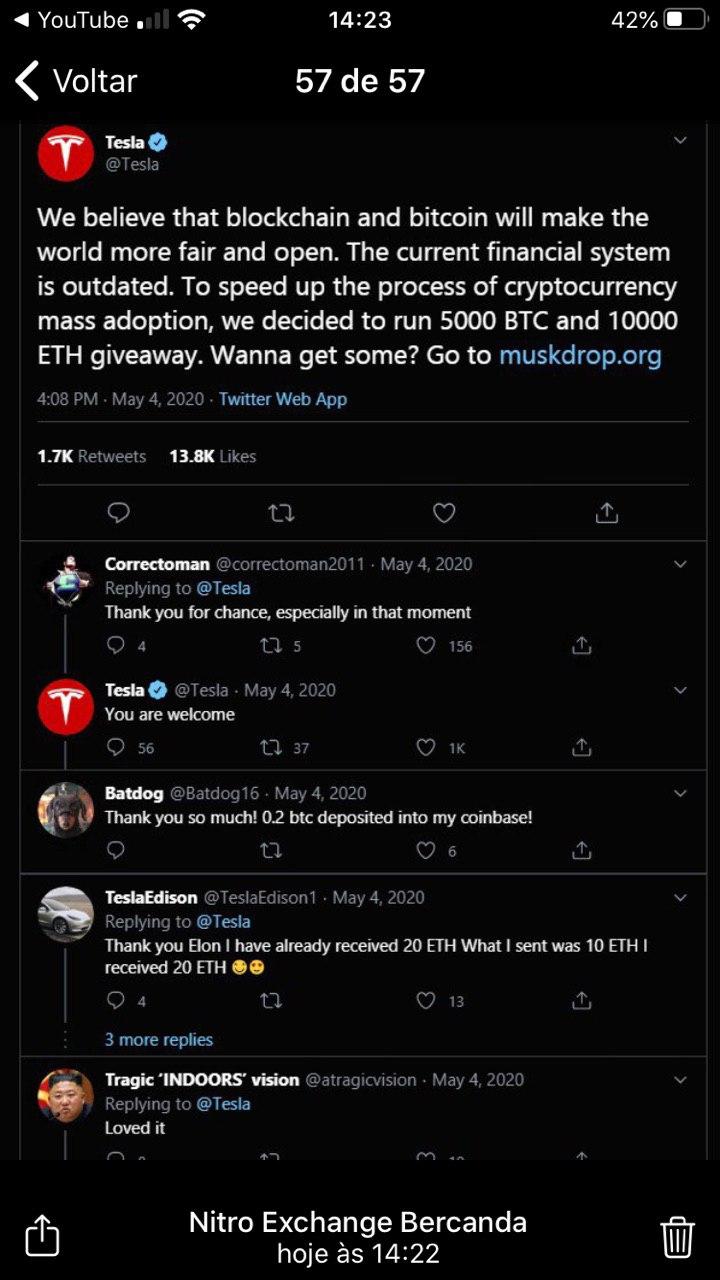 YouTube
14:23
42%
Voltar
57 de 57
Tesla
@Tesla
We believe that blockchain and bitcoin will make the
world more fair and open. The current financial system
is outdated. To speed up the process of cryptocurrency
mass adoption, we decided to run 5000 BTC and 10000
ETH giveaway. Wanna get some? Go to muskdrop.org
4:08 PM · May 4, 2020 · Twitter Web App
1.7K Retweets 13.8K Likes
Correctoman @correctoman2011 · May 4, 2020
Replying to @Tesla
Thank you for chance, especially in that moment
4 5 156
Tesla @Tesla · May 4, 2020
You are welcome
56 37 1K
Batdog @Batdog16 · May 4, 2020
Thank you so much! 0.2 btc deposited into my coinbase!
6
TeslaEdison @TeslaEdison1 · May 4, 2020
Replying to @Tesla
Thank you Elon I have already received 20 ETH What I sent was 10 ETH I
received 20 ETH
4 13
3 more replies
Tragic ‘INDOORS’ vision @atragicvision · May 4, 2020
Replying to @Tesla
Loved it
Nitro Exchange Bercanda
hoje às 14:22